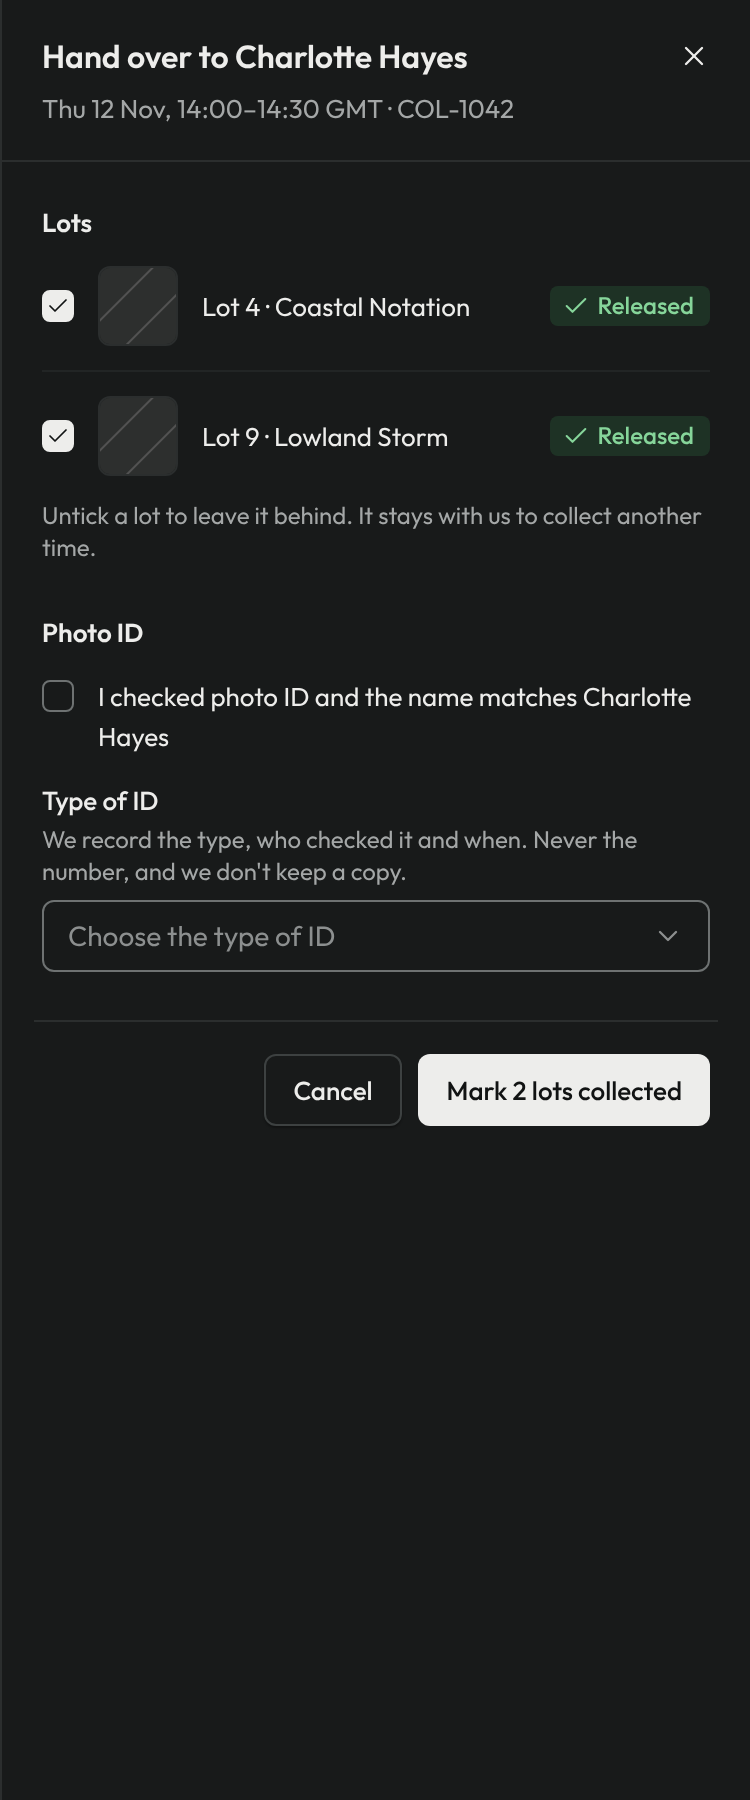 Hand over to Charlotte Hayes
Thu 12 Nov, 14:00–14:30 GMT · COL-1042
Lots
Lot 4 · Coastal Notation
Released
Lot 9 · Lowland Storm
Released
Untick a lot to leave it behind. It stays with us to collect another
time.
Photo ID
I checked photo ID and the name matches Charlotte
Hayes
Type of ID
We record the type, who checked it and when. Never the
number, and we don't keep a copy.
Choose the type of ID
Cancel
Mark 2 lots collected